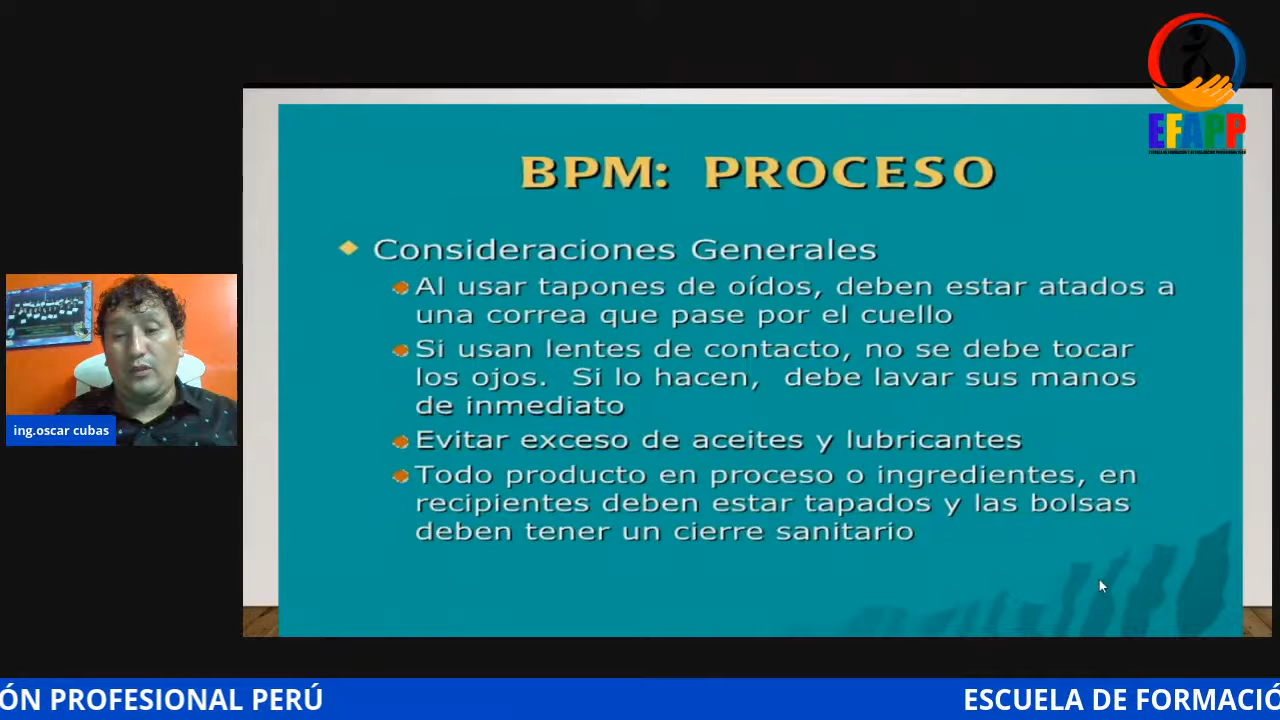 EFAPP
BPM: PROCESO
Consideraciones Generales
Al usar tapones de oídos, deben estar atados a
una correa que pase por el cuello
Si usan lentes de contacto, no se debe tocar
los ojos. Si lo hacen, debe lavar sus manos
de inmediato
Evitar exceso de aceites y lubricantes
Todo producto en proceso o ingredientes, en
recipientes deben estar tapados y las bolsas
deben tener un cierre sanitario
ing.oscar cubas
ÓN PROFESIONAL PERÚ
ESCUELA DE FORMACIÓ